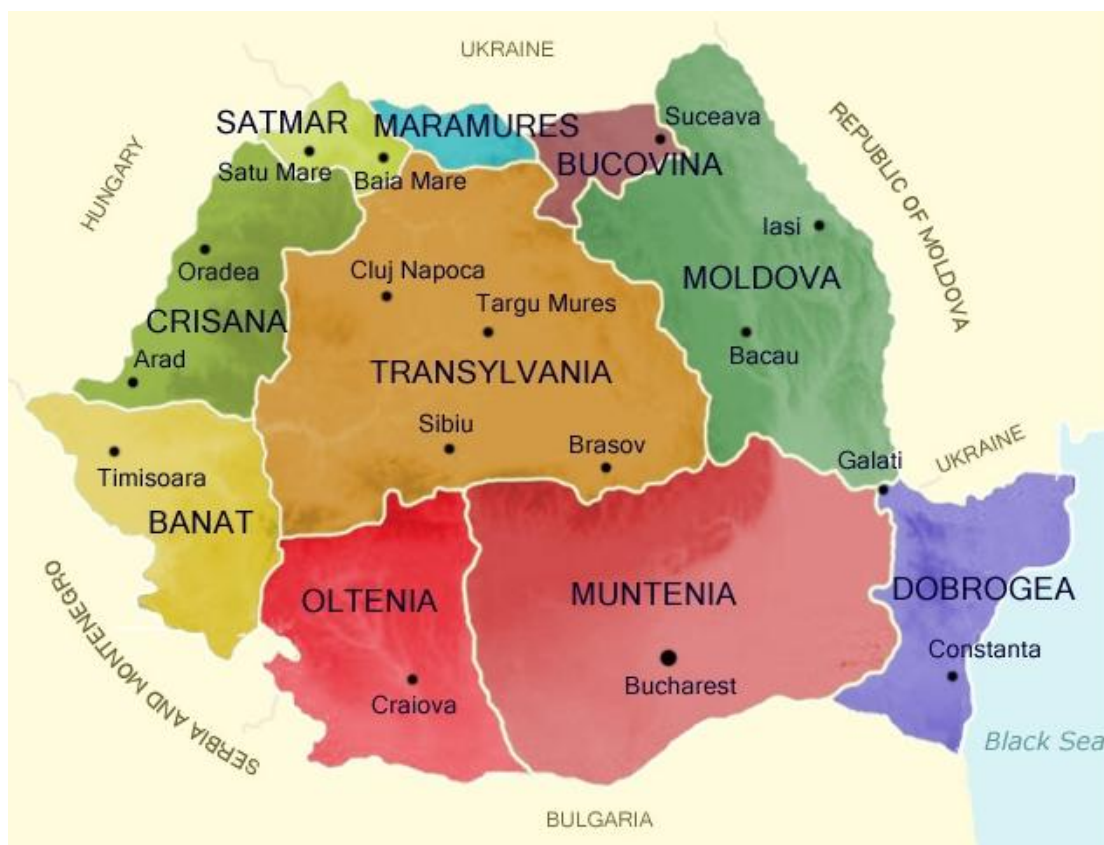 UKRAINE
SATMAR
MARAMURES
Suceava
BUCOVINA
REPUBLIC OF MOLDOVA
HUNGARY
Satu Mare
Baia Mare
Iasi
Oradea
Cluj Napoca
MOLDOVA
Targu Mures
CRISANA
Arad
TRANSYLVANIA
Bacau
Sibiu
Brasov
UKRAINE
Galati
Timisoara
BANAT
SERBIA AND MONTENEGRO
OLTENIA
MUNTENIA
DOBROGEA
Constanta
Bucharest
Craiova
Black Sea
BULGARIA